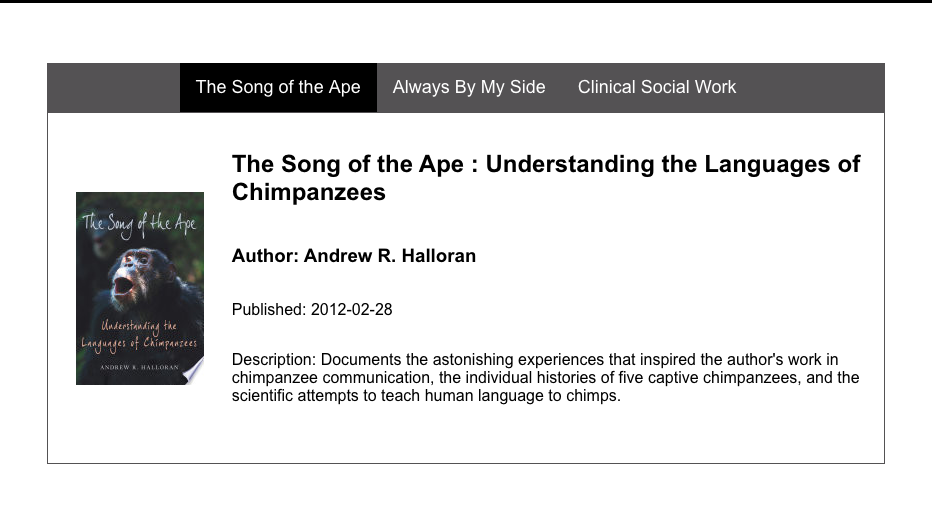 The Song of the Ape Always By My Side Clinical Social Work
The Song of the Ape : Understanding the Languages of
Chimpanzees
Author: Andrew R. Halloran
Published: 2012-02-28
Description: Documents the astonishing experiences that inspired the author's work in
chimpanzee communication, the individual histories of five captive chimpanzees, and the
scientific attempts to teach human language to chimps.
The Song of the Ape
Understanding the
Languages of Chimpanzees
ANDREW R. HALLORAN